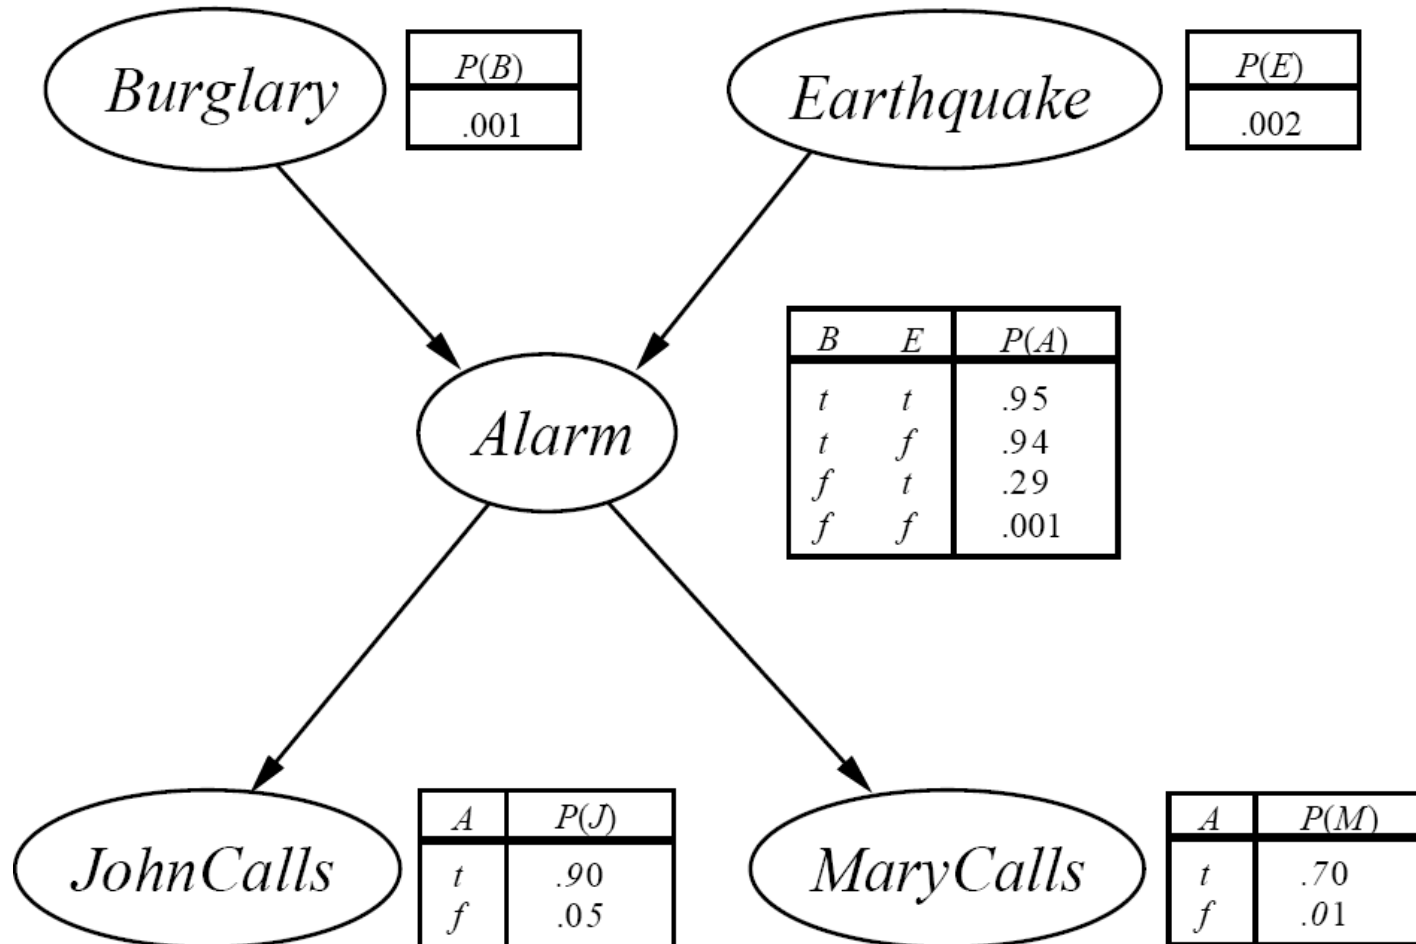 Burglary
P(B)
.001
Earthquake
P(E)
.002
Alarm
B E P(A)
t t .95
t f .94
f t .29
f f .001
JohnCalls
A P(J)
t .90
f .05
MaryCalls
A P(M)
t .70
f .01